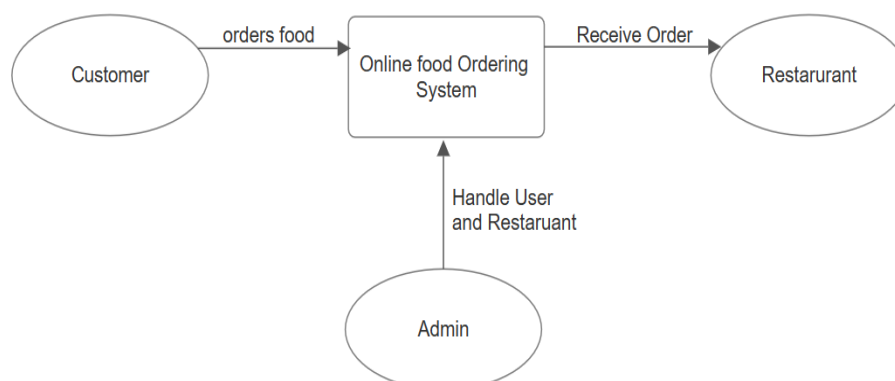 orders food
Receive Order
Customer
Online food Ordering
System
Restarurant
Handle User
and Restaruant
Admin